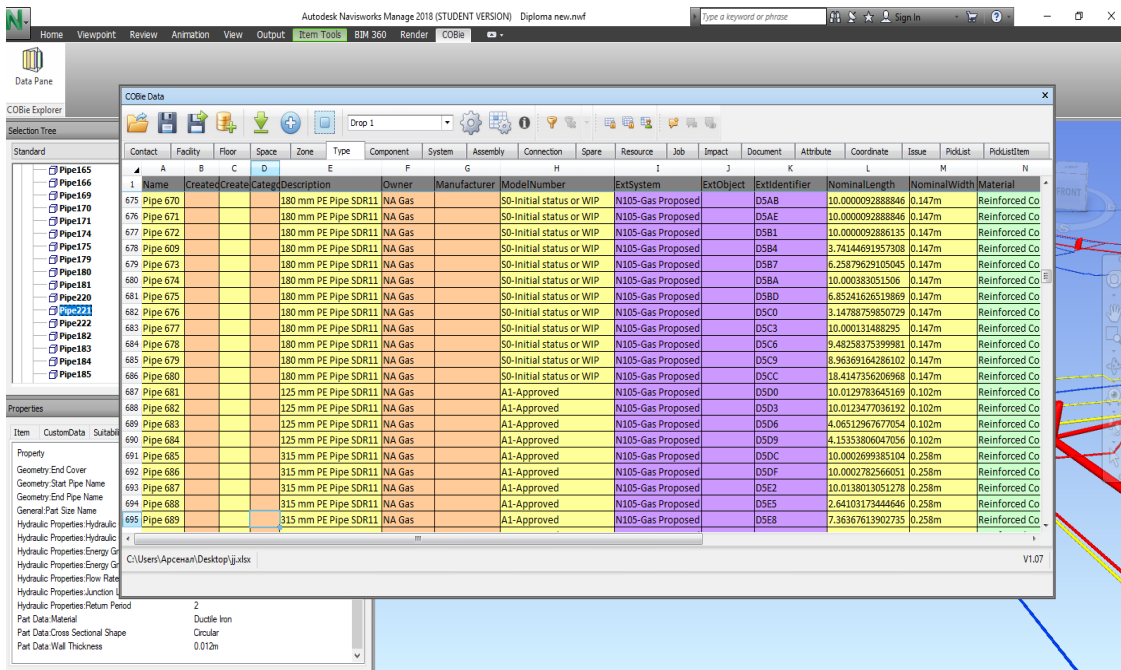 Autodesk Navisworks Manage 2018 (STUDENT VERSION) Diploma new.nwf
Type a keyword or phrase
Sign In
Home Viewpoint Review Animation View Output Item Tools BIM 360 Render COBie
Data Pane
COBie Explorer
Selection Tree
Standard
Pipe165
Pipe166
Pipe169
Pipe170
Pipe171
Pipe174
Pipe175
Pipe179
Pipe180
Pipe181
Pipe220
Pipe221
Pipe222
Pipe182
Pipe183
Pipe184
Pipe185
Properties
Item CustomData Suitabili
Property
Geometry:End Cover
Geometry:Start Pipe Name
Geometry:End Pipe Name
General:Part Size Name
Hydraulic Properties:Hydraulic
Hydraulic Properties:Hydraulic
Hydraulic Properties:Energy Gr
Hydraulic Properties:Energy Gr
Hydraulic Properties:Flow Rate
Hydraulic Properties:Junction L
Hydraulic Properties:Return Period 2
Part Data:Material Ductile Iron
Part Data:Cross Sectional Shape Circular
Part Data:Wall Thickness 0.012m
COBie Data
Drop 1
Contact Facility Floor Space Zone Type Component System Assembly Connection Spare Resource Job Impact Document Attribute Coordinate Issue PickList PickListItem
A B C D E F G H I J K L M N
1 Name Created Create Catego Description Owner Manufacturer ModelNumber ExtSystem ExtObject ExtIdentifier NominalLength NominalWidth Material
675 Pipe 670 180 mm PE Pipe SDR11 NA Gas S0-Initial status or WIP N105-Gas Proposed D5AB 10.0000092888846 0.147m Reinforced Co
676 Pipe 671 180 mm PE Pipe SDR11 NA Gas S0-Initial status or WIP N105-Gas Proposed D5AE 10.0000092888846 0.147m Reinforced Co
677 Pipe 672 180 mm PE Pipe SDR11 NA Gas S0-Initial status or WIP N105-Gas Proposed D5B1 10.0000092886135 0.147m Reinforced Co
678 Pipe 609 180 mm PE Pipe SDR11 NA Gas S0-Initial status or WIP N105-Gas Proposed D5B4 3.74144691957308 0.147m Reinforced Co
679 Pipe 673 180 mm PE Pipe SDR11 NA Gas S0-Initial status or WIP N105-Gas Proposed D5B7 6.25879629105045 0.147m Reinforced Co
680 Pipe 674 180 mm PE Pipe SDR11 NA Gas S0-Initial status or WIP N105-Gas Proposed D5BA 10.000383051506 0.147m Reinforced Co
681 Pipe 675 180 mm PE Pipe SDR11 NA Gas S0-Initial status or WIP N105-Gas Proposed D5BD 6.85241626519869 0.147m Reinforced Co
682 Pipe 676 180 mm PE Pipe SDR11 NA Gas S0-Initial status or WIP N105-Gas Proposed D5C0 3.14788759850729 0.147m Reinforced Co
683 Pipe 677 180 mm PE Pipe SDR11 NA Gas S0-Initial status or WIP N105-Gas Proposed D5C3 10.000131488295 0.147m Reinforced Co
684 Pipe 678 180 mm PE Pipe SDR11 NA Gas S0-Initial status or WIP N105-Gas Proposed D5C6 9.48258375399981 0.147m Reinforced Co
685 Pipe 679 180 mm PE Pipe SDR11 NA Gas S0-Initial status or WIP N105-Gas Proposed D5C9 8.96369164286102 0.147m Reinforced Co
686 Pipe 680 180 mm PE Pipe SDR11 NA Gas S0-Initial status or WIP N105-Gas Proposed D5CC 18.4147356206968 0.147m Reinforced Co
687 Pipe 681 125 mm PE Pipe SDR11 NA Gas A1-Approved N105-Gas Proposed D5D0 10.0129783645169 0.102m Reinforced Co
688 Pipe 682 125 mm PE Pipe SDR11 NA Gas A1-Approved N105-Gas Proposed D5D3 10.0123477036192 0.102m Reinforced Co
689 Pipe 683 125 mm PE Pipe SDR11 NA Gas A1-Approved N105-Gas Proposed D5D6 4.06512967677054 0.102m Reinforced Co
690 Pipe 684 125 mm PE Pipe SDR11 NA Gas A1-Approved N105-Gas Proposed D5D9 4.15353806047056 0.102m Reinforced Co
691 Pipe 685 315 mm PE Pipe SDR11 NA Gas A1-Approved N105-Gas Proposed D5DC 10.0002699385104 0.258m Reinforced Co
692 Pipe 686 315 mm PE Pipe SDR11 NA Gas A1-Approved N105-Gas Proposed D5DF 10.0002782566051 0.258m Reinforced Co
693 Pipe 687 315 mm PE Pipe SDR11 NA Gas A1-Approved N105-Gas Proposed D5E2 10.0138013051278 0.258m Reinforced Co
694 Pipe 688 315 mm PE Pipe SDR11 NA Gas A1-Approved N105-Gas Proposed D5E5 2.64103173444646 0.258m Reinforced Co
695 Pipe 689 315 mm PE Pipe SDR11 NA Gas A1-Approved N105-Gas Proposed D5E8 7.36367613902735 0.258m Reinforced Co
C:\Users\Арсенал\Desktop\jj.xlsx
V1.07
FRONT